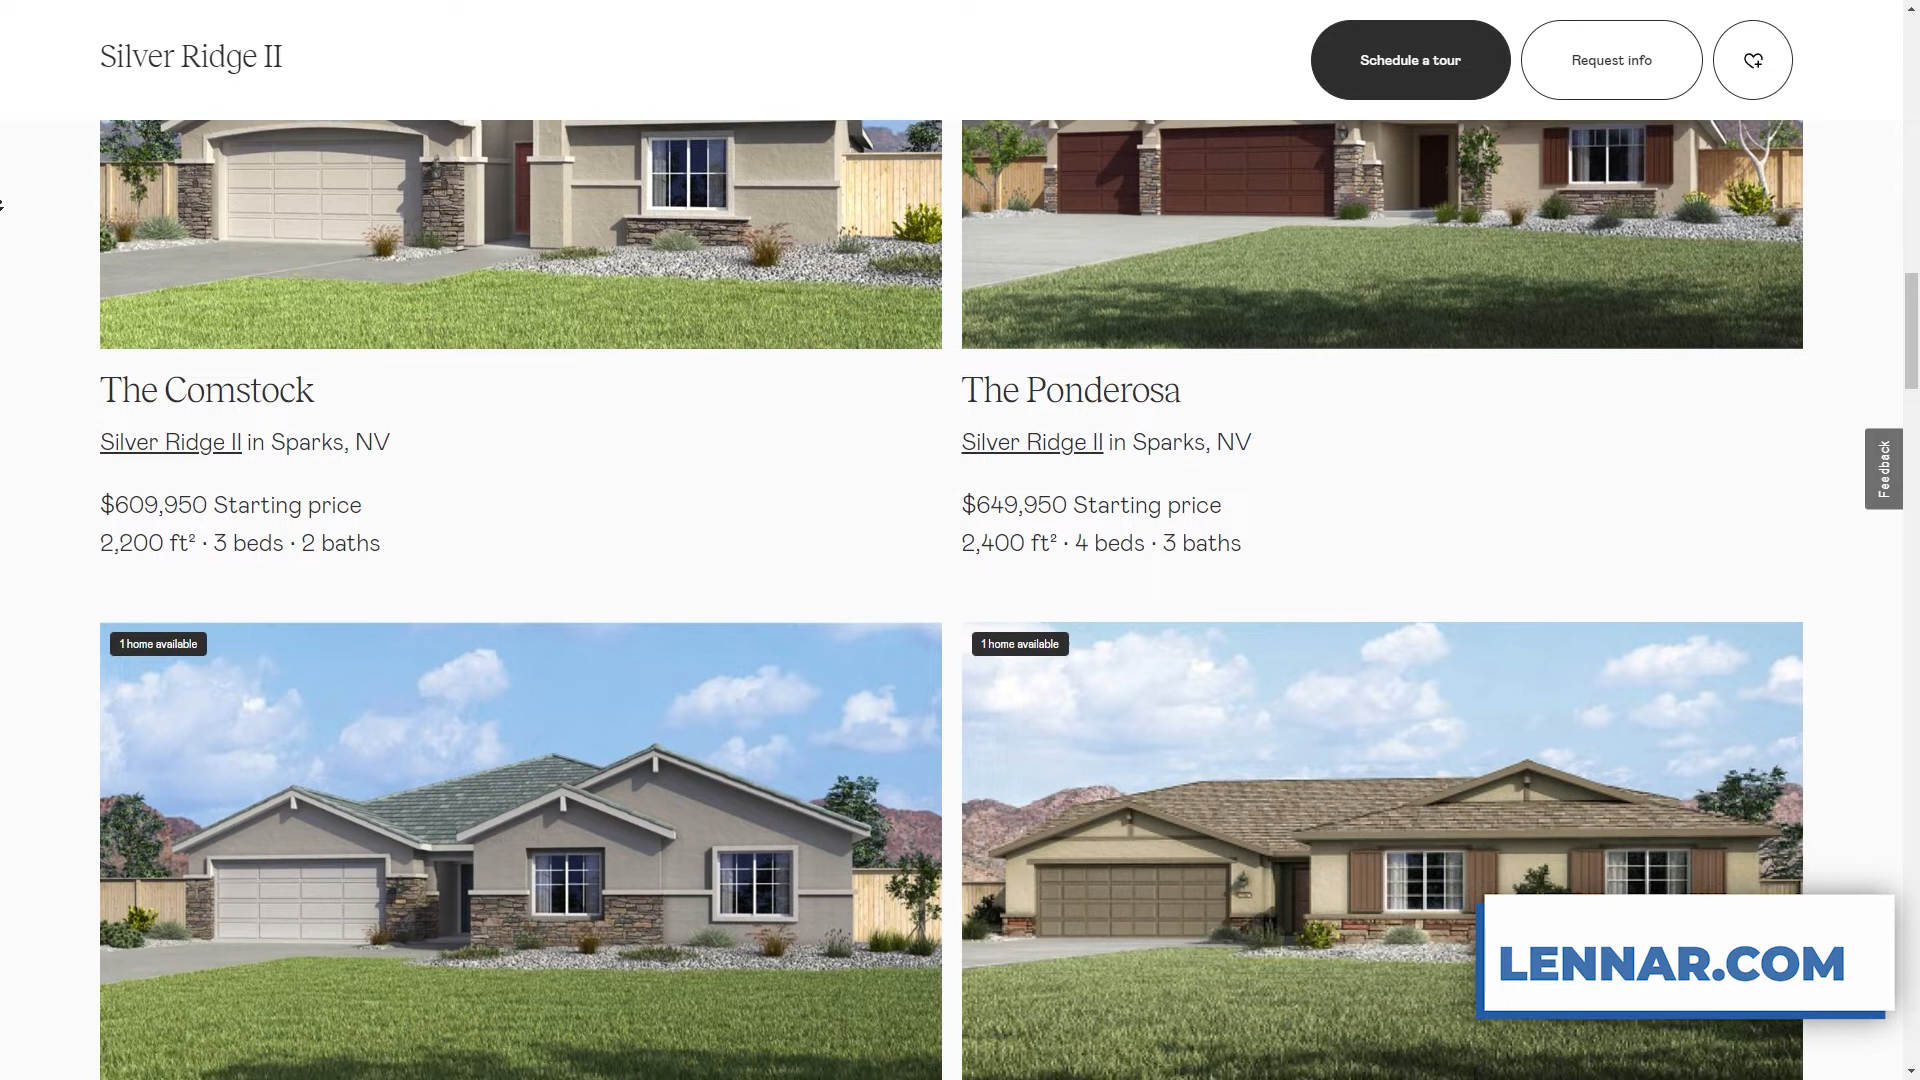 Silver Ridge II
Schedule a tour
Request info
The Comstock
Silver Ridge II in Sparks, NV
$609,950 Starting price
2,200 ft² · 3 beds · 2 baths
The Ponderosa
Silver Ridge II in Sparks, NV
$649,950 Starting price
2,400 ft² · 4 beds · 3 baths
Feedback
1 home available
1 home available
LENNAR.COM